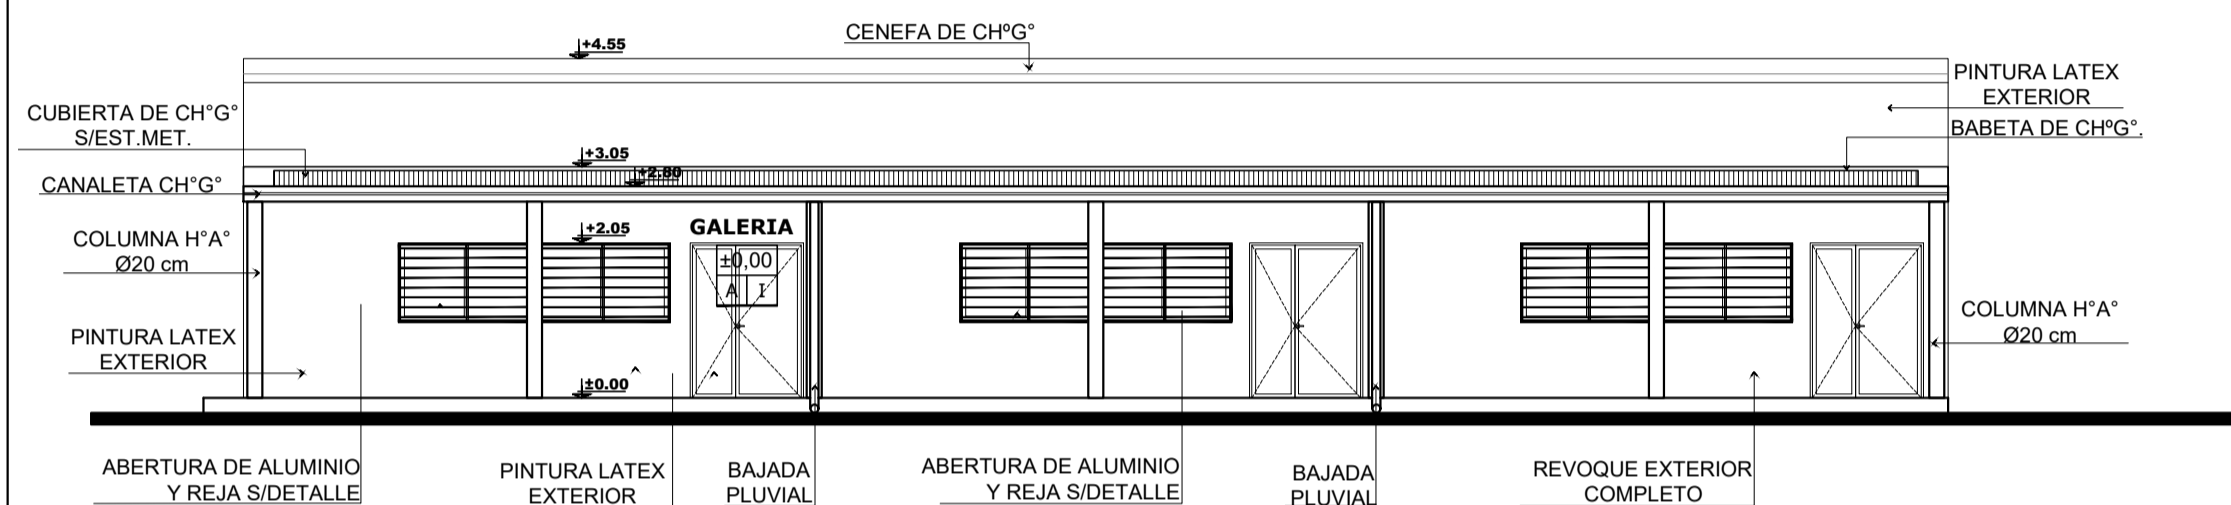 CENEFA DE CHºG°
+4.55
PINTURA LATEX
EXTERIOR
CUBIERTA DE CH°G°
S/EST.MET.
BABETA DE CHºG°.
+3.05
+2.80
CANALETA CH°G°
+2.05
GALERIA
COLUMNA H°A°
Ø20 cm
±0,00
A I
COLUMNA H°A°
Ø20 cm
PINTURA LATEX
EXTERIOR
±0.00
ABERTURA DE ALUMINIO
Y REJA S/DETALLE
PINTURA LATEX
EXTERIOR
BAJADA
PLUVIAL
ABERTURA DE ALUMINIO
Y REJA S/DETALLE
BAJADA
PLUVIAL
REVOQUE EXTERIOR
COMPLETO